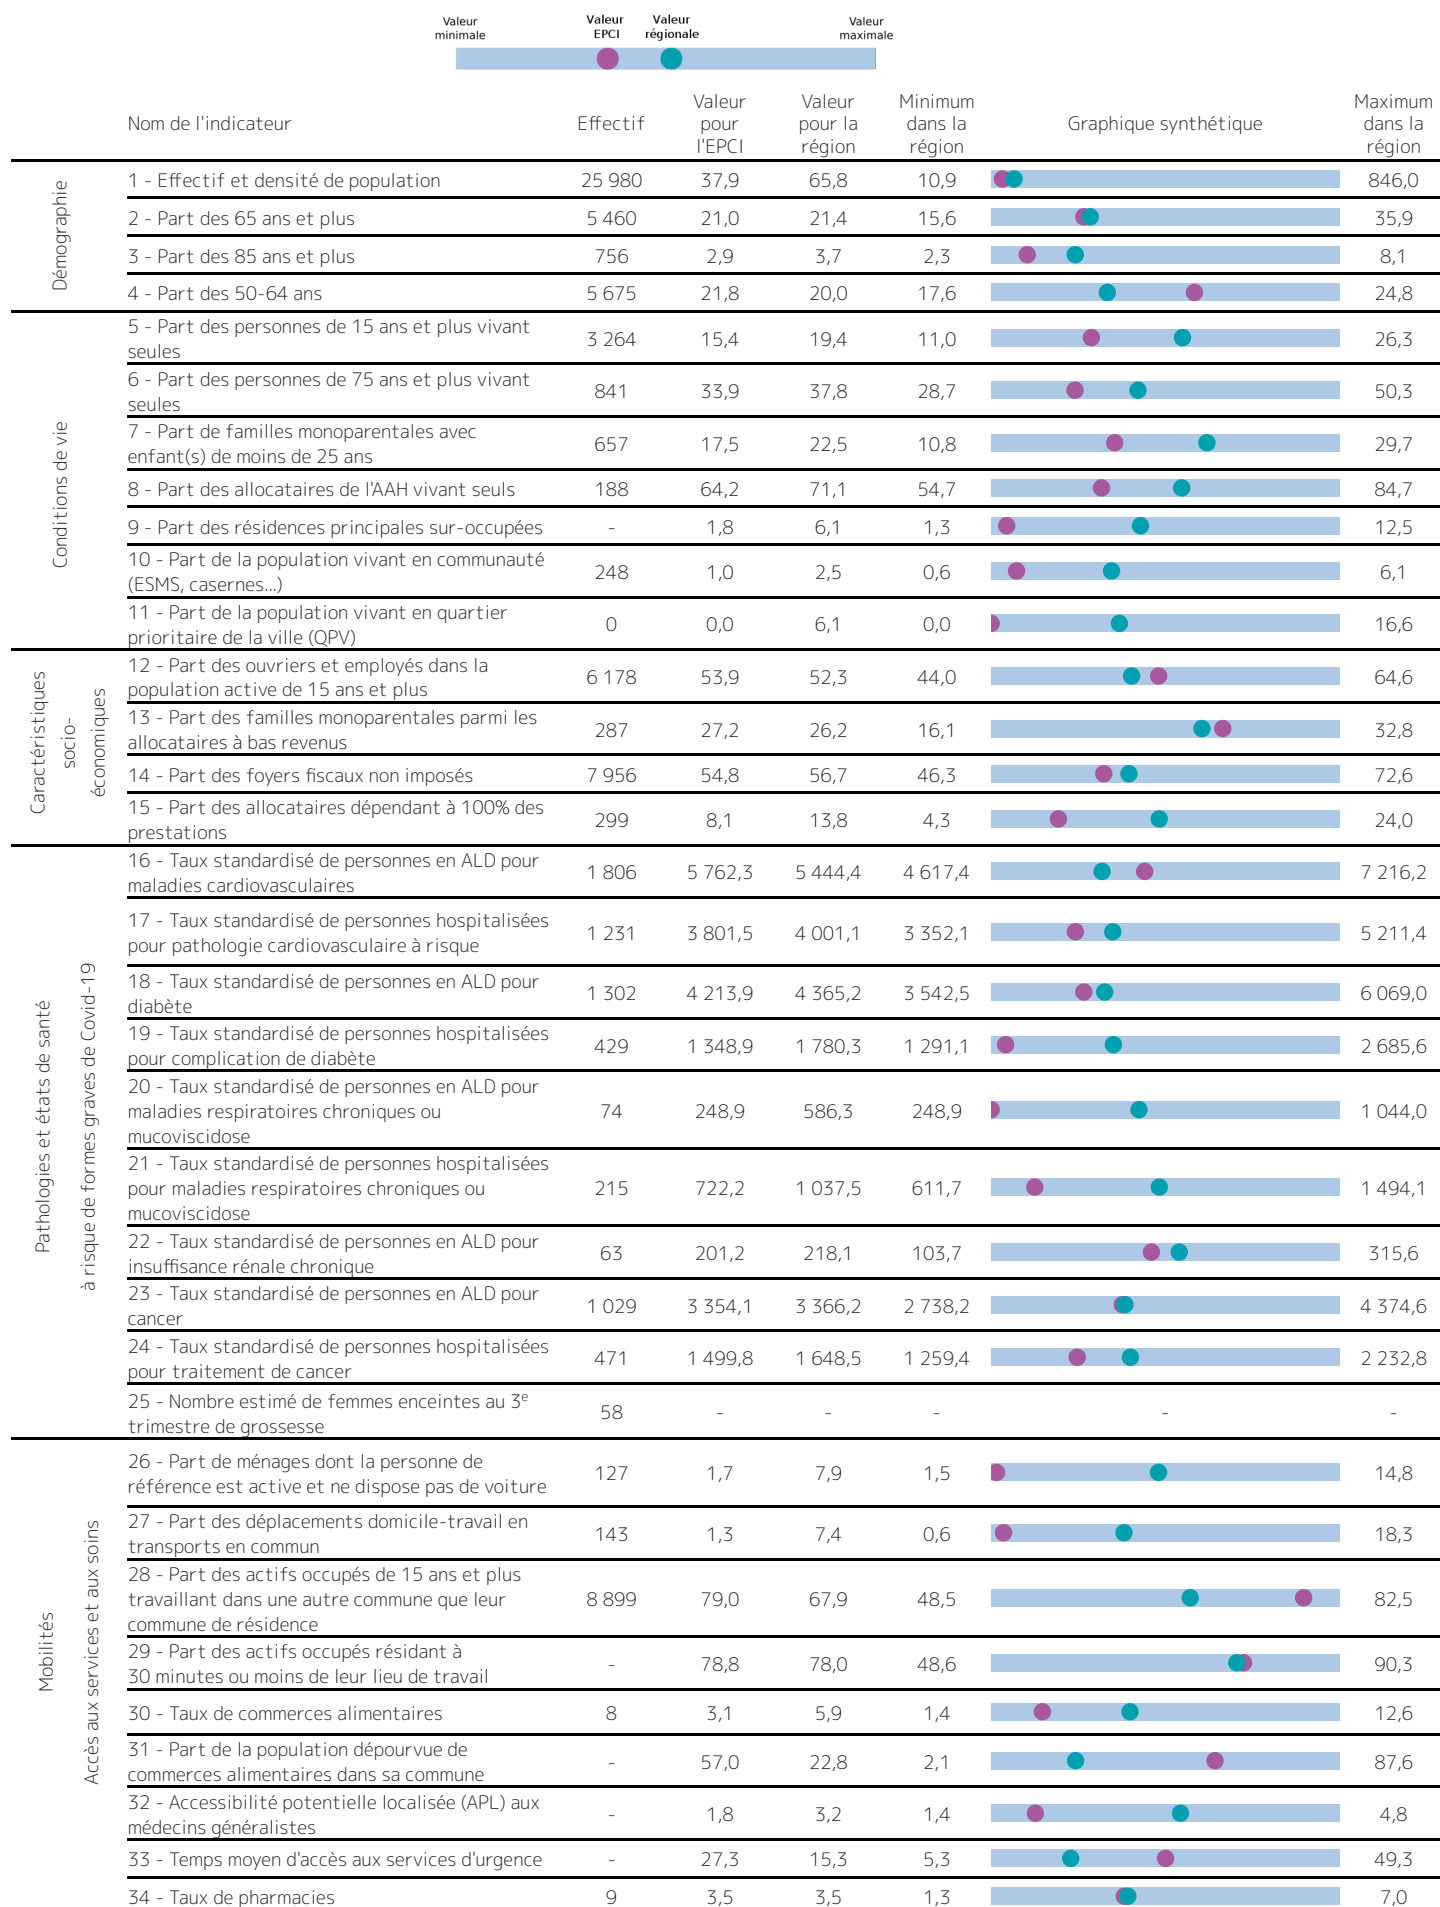 Valeur
minimale
Valeur
EPCI
Valeur
régionale
Valeur
maximale
Nom de l'indicateur
Effectif
Valeur
pour
l'EPCI
Valeur
pour la
région
Minimum
dans la
région
Graphique synthétique
Maximum
dans la
région
Démographie
1 - Effectif et densité de population 25 980 37,9 65,8 10,9 846,0
2 - Part des 65 ans et plus 5 460 21,0 21,4 15,6 35,9
3 - Part des 85 ans et plus 756 2,9 3,7 2,3 8,1
4 - Part des 50-64 ans 5 675 21,8 20,0 17,6 24,8
Conditions de vie
5 - Part des personnes de 15 ans et plus vivant
seules 3 264 15,4 19,4 11,0 26,3
6 - Part des personnes de 75 ans et plus vivant
seules 841 33,9 37,8 28,7 50,3
7 - Part de familles monoparentales avec
enfant(s) de moins de 25 ans 657 17,5 22,5 10,8 29,7
8 - Part des allocataires de l'AAH vivant seuls 188 64,2 71,1 54,7 84,7
9 - Part des résidences principales sur-occupées - 1,8 6,1 1,3 12,5
10 - Part de la population vivant en communauté
(ESMS, casernes...) 248 1,0 2,5 0,6 6,1
11 - Part de la population vivant en quartier
prioritaire de la ville (QPV) 0 0,0 6,1 0,0 16,6
Caractéristiques
socio-
économiques
12 - Part des ouvriers et employés dans la
population active de 15 ans et plus 6 178 53,9 52,3 44,0 64,6
13 - Part des familles monoparentales parmi les
allocataires à bas revenus 287 27,2 26,2 16,1 32,8
14 - Part des foyers fiscaux non imposés 7 956 54,8 56,7 46,3 72,6
15 - Part des allocataires dépendant à 100% des
prestations 299 8,1 13,8 4,3 24,0
Pathologies et états de santé
à risque de formes graves de Covid-19
16 - Taux standardisé de personnes en ALD pour
maladies cardiovasculaires 1 806 5 762,3 5 444,4 4 617,4 7 216,2
17 - Taux standardisé de personnes hospitalisées
pour pathologie cardiovasculaire à risque 1 231 3 801,5 4 001,1 3 352,1 5 211,4
18 - Taux standardisé de personnes en ALD pour
diabète 1 302 4 213,9 4 365,2 3 542,5 6 069,0
19 - Taux standardisé de personnes hospitalisées
pour complication de diabète 429 1 348,9 1 780,3 1 291,1 2 685,6
20 - Taux standardisé de personnes en ALD pour
maladies respiratoires chroniques ou 74 248,9 586,3 248,9 1 044,0
mucoviscidose
21 - Taux standardisé de personnes hospitalisées
pour maladies respiratoires chroniques ou 215 722,2 1 037,5 611,7 1 494,1
mucoviscidose
22 - Taux standardisé de personnes en ALD pour
insuffisance rénale chronique 63 201,2 218,1 103,7 315,6
23 - Taux standardisé de personnes en ALD pour
cancer 1 029 3 354,1 3 366,2 2 738,2 4 374,6
24 - Taux standardisé de personnes hospitalisées
pour traitement de cancer 471 1 499,8 1 648,5 1 259,4 2 232,8
25 - Nombre estimé de femmes enceintes au 3e
trimestre de grossesse 58 - - - - -
Mobilités
Accès aux services et aux soins
26 - Part de ménages dont la personne de
référence est active et ne dispose pas de voiture 127 1,7 7,9 1,5 14,8
27 - Part des déplacements domicile-travail en
transports en commun 143 1,3 7,4 0,6 18,3
28 - Part des actifs occupés de 15 ans et plus
travaillant dans une autre commune que leur 8 899 79,0 67,9 48,5 82,5
commune de résidence
29 - Part des actifs occupés résidant à
30 minutes ou moins de leur lieu de travail - 78,8 78,0 48,6 90,3
30 - Taux de commerces alimentaires 8 3,1 5,9 1,4 12,6
31 - Part de la population dépourvue de
commerces alimentaires dans sa commune - 57,0 22,8 2,1 87,6
32 - Accessibilité potentielle localisée (APL) aux
médecins généralistes - 1,8 3,2 1,4 4,8
33 - Temps moyen d'accès aux services d'urgence - 27,3 15,3 5,3 49,3
34 - Taux de pharmacies 9 3,5 3,5 1,3 7,0